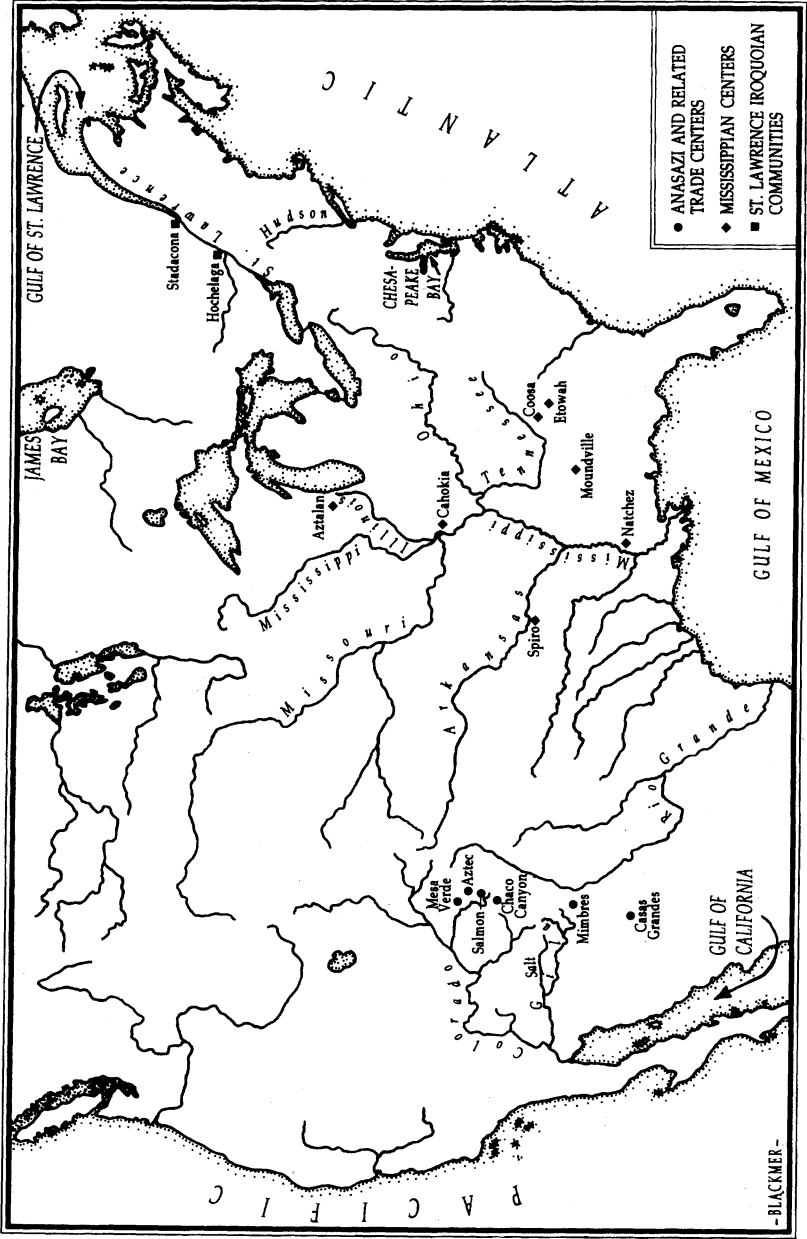 GULF OF ST. LAWRENCE
JAMES
BAY
Stadacona
Hochelaga
St. Lawrence
Hudson
CHESA-
PEAKE
BAY
ATLANTIC
PACIFIC
Ohio
Tennessee
Illinois
Mississippi
Mississippi
Missouri
Arkansas
Rio Grande
Colorado
Gila
Salt
Aztalan
Cahokia
Coosa
Etowah
Moundville
Natchez
Spiro
Mesa
Verde
Aztec
Salmon
Chaco
Canyon
Mimbres
Casas
Grandes
GULF OF
CALIFORNIA
GULF OF MEXICO
● ANASAZI AND RELATED
TRADE CENTERS
◆ MISSISSIPPIAN CENTERS
■ ST. LAWRENCE IROQUOIAN
COMMUNITIES
–BLACKMER–